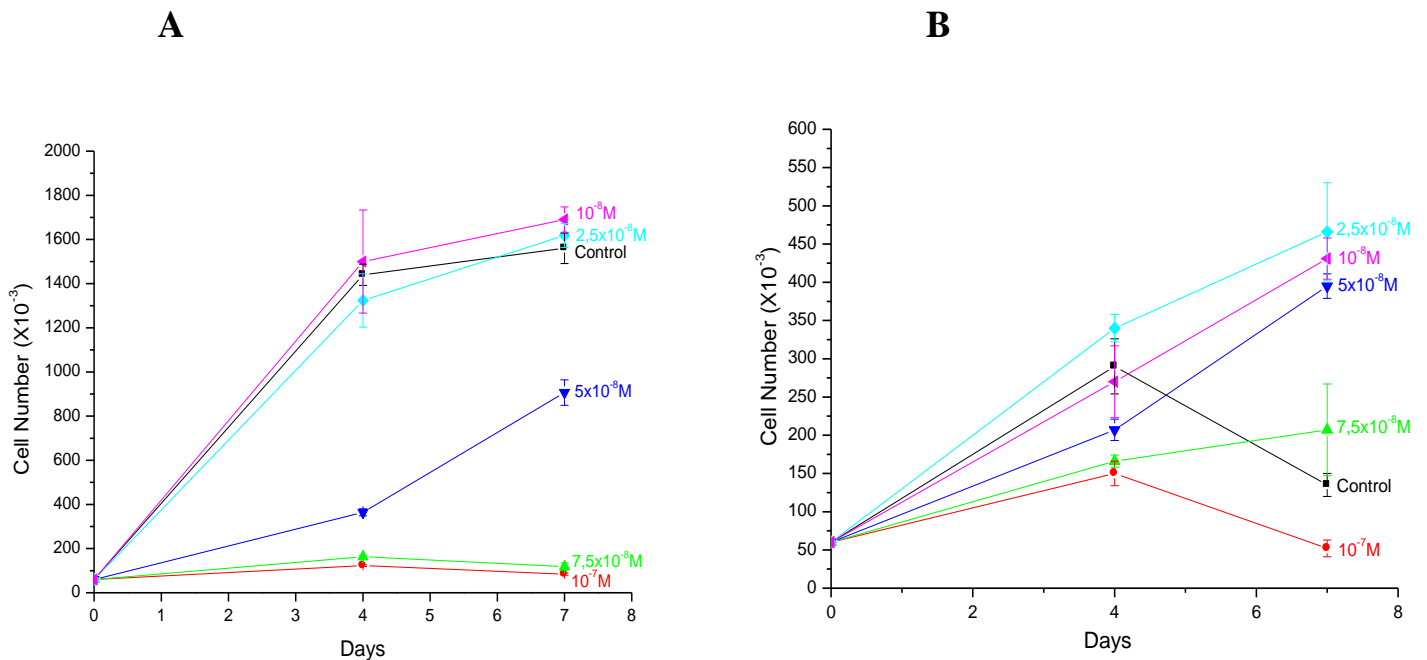 A
B
Cell Number (X10⁻³)
2000
1800
1600
1400
1200
1000
800
600
400
200
0
0 1 2 3 4 5 6 7 8
Days
10⁻⁸M
2,5x10⁻⁸M
Control
5x10⁻⁸M
7,5x10⁻⁸M
10⁻⁷M
Cell Number (X10⁻³)
600
550
500
450
400
350
300
250
200
150
100
50
0
0 2 4 6 8
Days
2,5x10⁻⁸M
10⁻⁸M
5x10⁻⁸M
7,5x10⁻⁸M
Control
10⁻⁷M